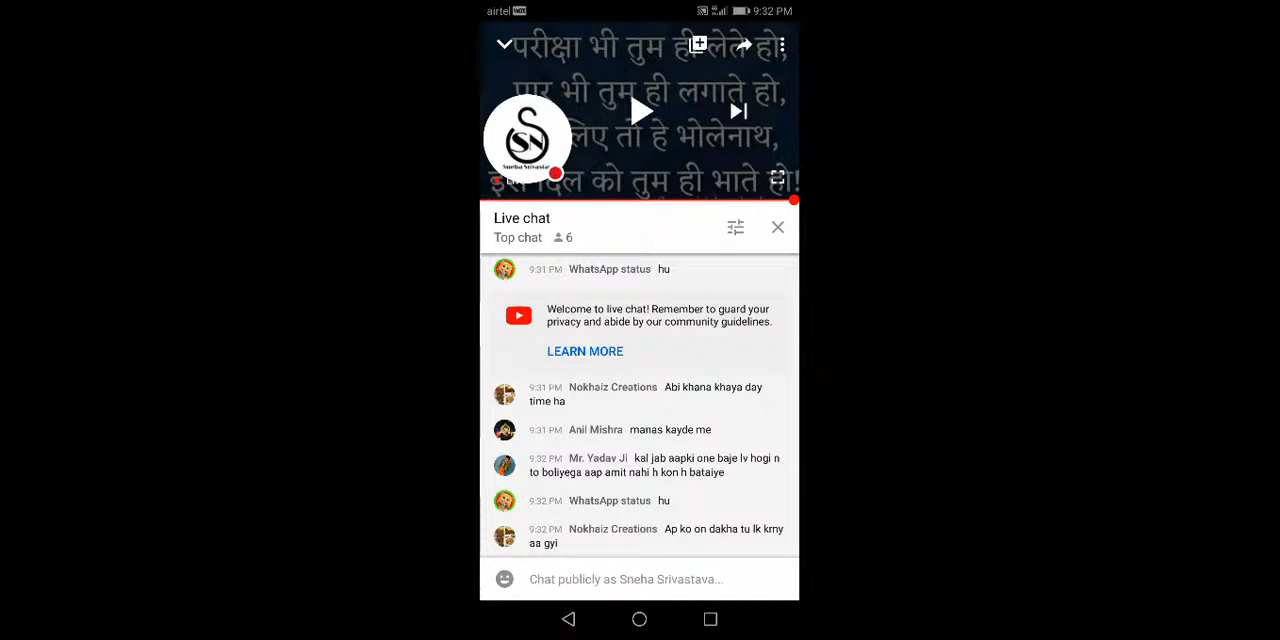 airtel VoLTE 9:32 PM
परीक्षा भी तुम ही लेते हो,
पार भी तुम ही लगाते हो,
लिए तो हे भोलेनाथ,
दिल को तुम ही भाते हो!
SN
Sneha Srivastava
Live chat
Top chat 6
9:31 PM WhatsApp status hu
Welcome to live chat! Remember to guard your
privacy and abide by our community guidelines.
LEARN MORE
9:31 PM Nokhaiz Creations Abi khana khaya day
time ha
9:31 PM Anil Mishra manas kayde me
9:32 PM Mr. Yadav Ji kal jab aapki one baje lv hogi n
to boliyega aap amit nahi h kon h bataiye
9:32 PM WhatsApp status hu
9:32 PM Nokhaiz Creations Ap ko on dakha tu lk krny
aa gyi
Chat publicly as Sneha Srivastava...